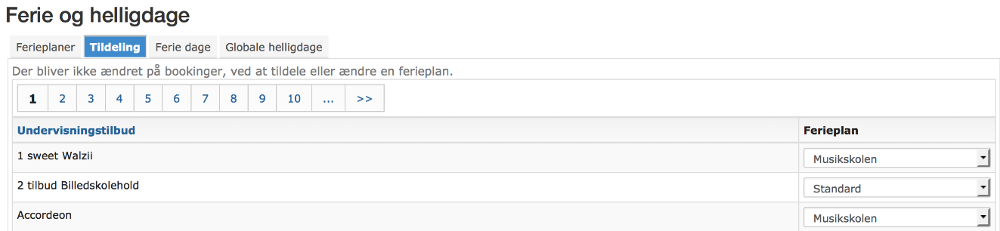 Ferie og helligdage
Ferieplaner Tildeling Ferie dage Globale helligdage
Der bliver ikke ændret på bookinger, ved at tildele eller ændre en ferieplan.
1 2 3 4 5 6 7 8 9 10 ... >>
Undervisningstilbud Ferieplan
1 sweet Walzii Musikskolen
2 tilbud Billedskolehold Standard
Accordeon Musikskolen